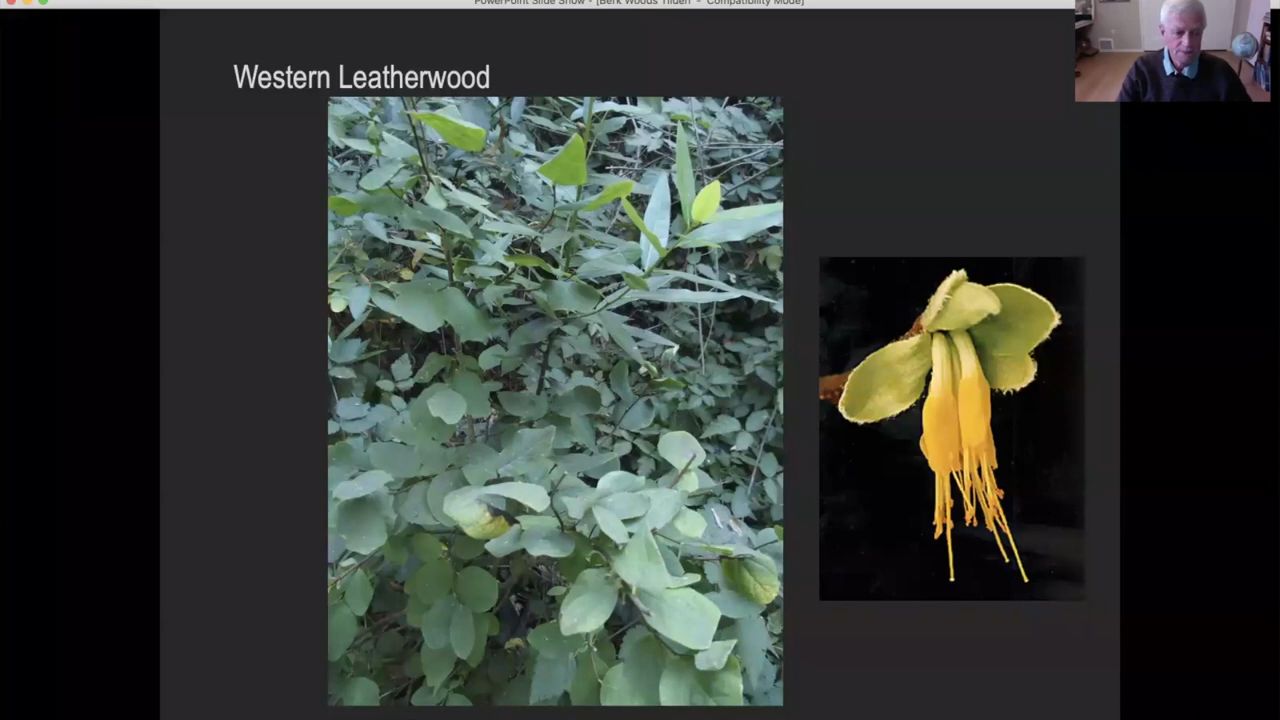 PowerPoint Slide Show - [Berk Woods Tilden - Compatibility Mode]
Western Leatherwood